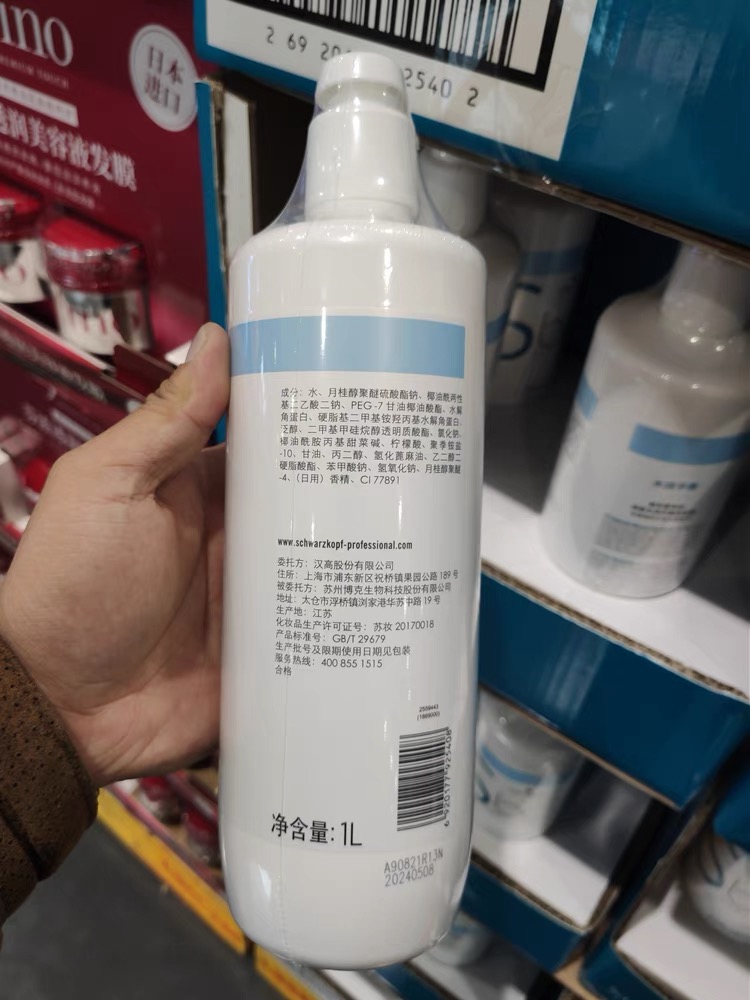 ino
日本
进口
透润美容液发膜
2 69 20
2540 2
成分：水、月桂醇聚醚硫酸酯钠、椰油酰两性
基二乙酸二钠、PEG-7 甘油椰油酸酯、水解
角蛋白、硬脂基二甲基铵羟丙基水解角蛋白、
泛醇、二甲基甲硅烷醇透明质酸酯、氯化钠、
椰油酰胺丙基甜菜碱、柠檬酸、聚季铵盐
-10、甘油、丙二醇、氢化蓖麻油、乙二醇二
硬脂酸酯、苯甲酸钠、氢氧化钠、月桂醇聚醚
-4、（日用）香精、CI 77891
www.schwarzkopf-professional.com
委托方：汉高股份有限公司
住所：上海市浦东新区祝桥镇果园公路 189 号
被委托方：苏州博克生物科技股份有限公司
地址：太仓市浮桥镇浏家港华苏中路 19 号
生产地：江苏
化妆品生产许可证号：苏妆 20170018
产品标准号：GB/T 29679
生产批号及限期使用日期见包装
服务热线：400 855 1515
合格
2559443
(1989000)
6 920177 925408
净含量：1L
A90821R13N
20240508